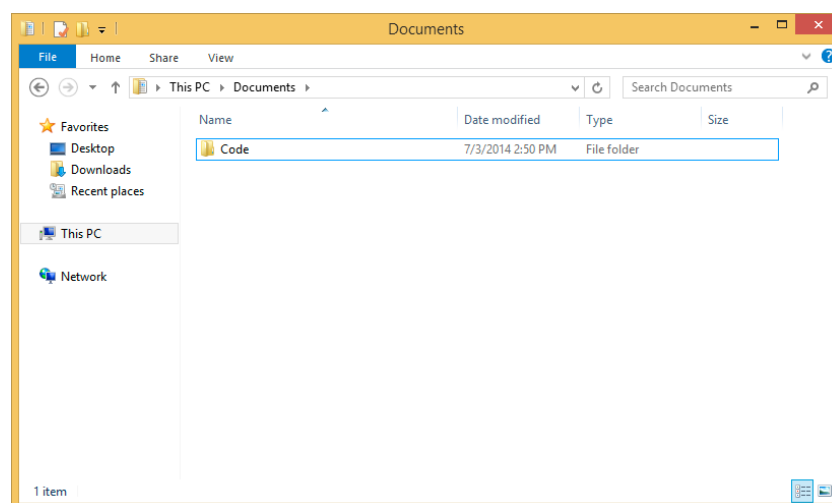 Documents
File Home Share View
This PC Documents Search Documents
Name Date modified Type Size
Code 7/3/2014 2:50 PM File folder
Favorites
Desktop
Downloads
Recent places
This PC
Network
1 item